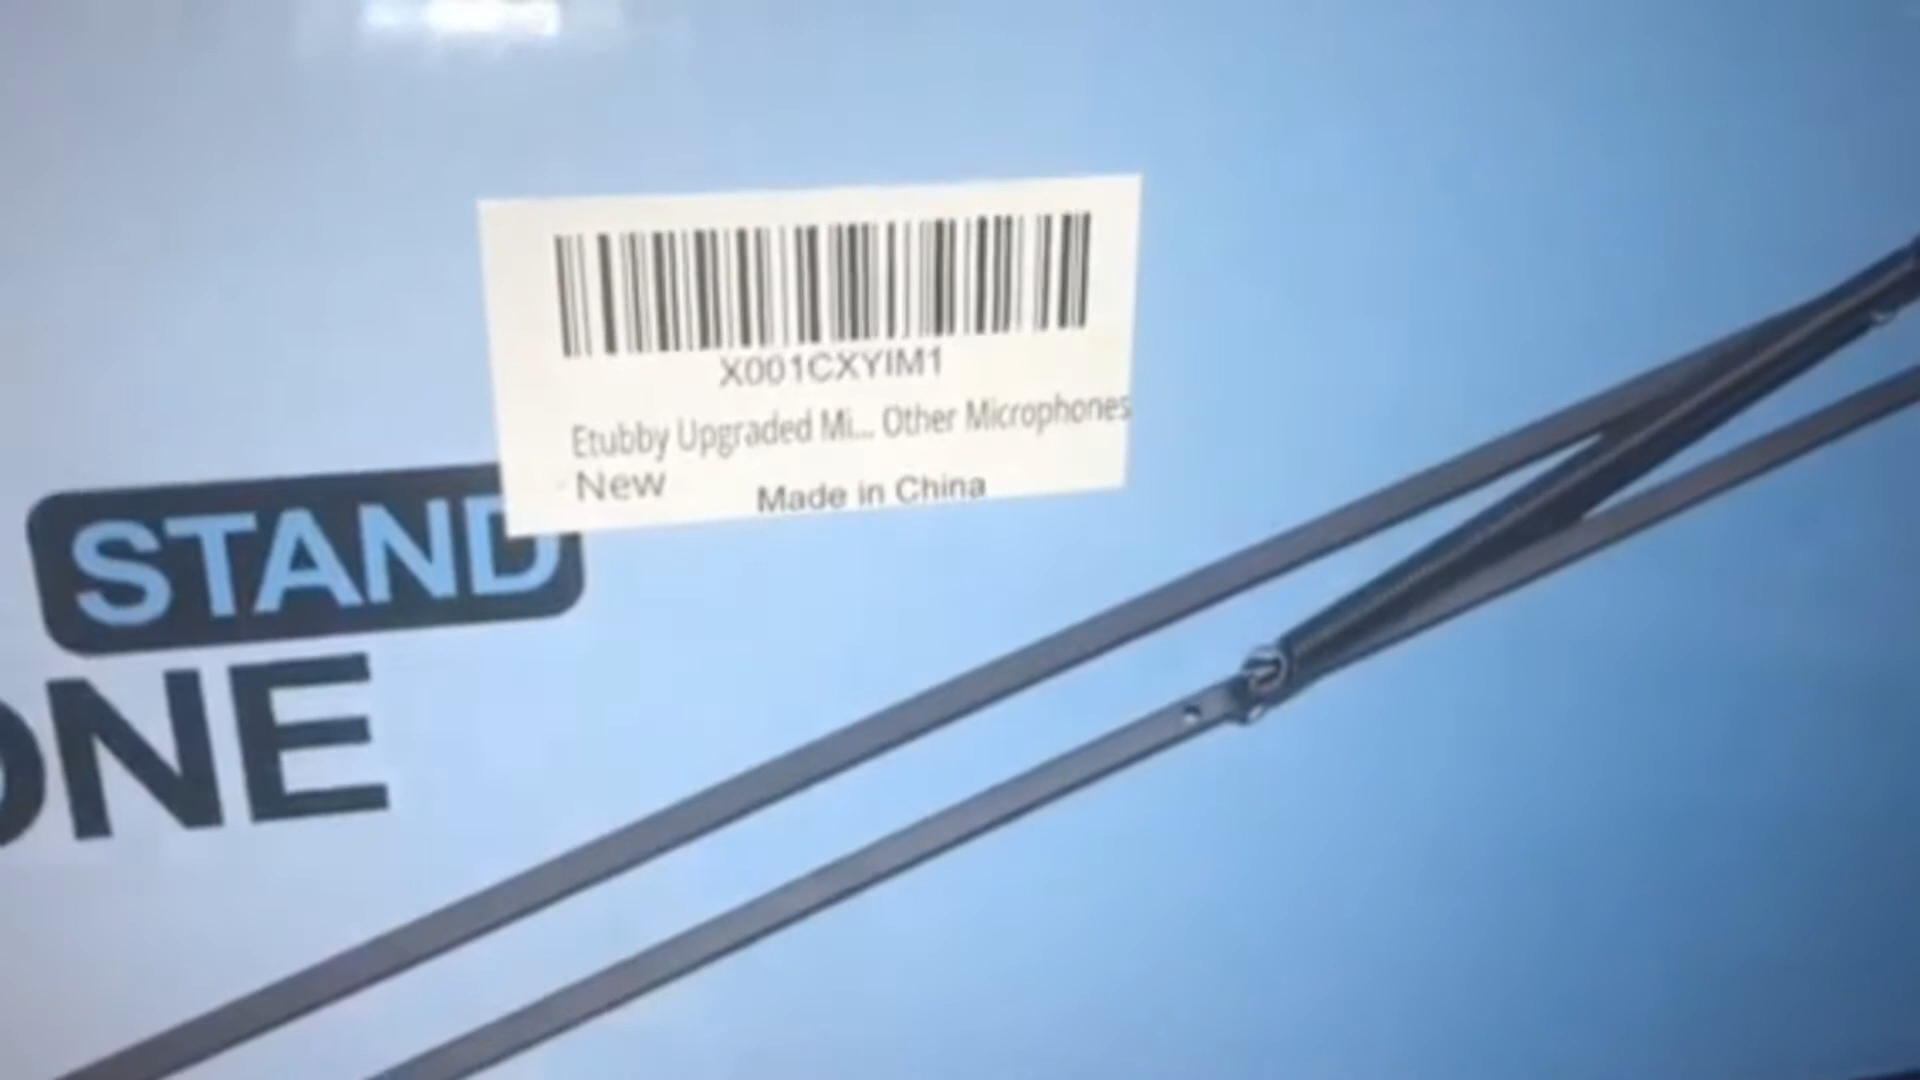 X001CXYIM1
Etubby Upgraded Mi... Other Microphones
New
Made in China
STAND
ONE